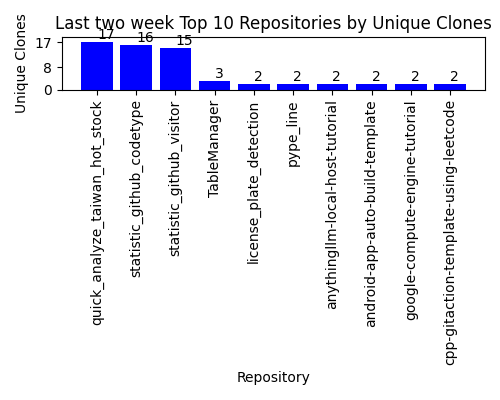 Last two week Top 10 Repositories by Unique Clones
Unique Clones
17
8
0
17
16
15
3
2
2
2
2
2
2
quick_analyze_taiwan_hot_stock
statistic_github_codetype
statistic_github_visitor
TableManager
license_plate_detection
pype_line
anythingllm-local-host-tutorial
android-app-auto-build-template
google-compute-engine-tutorial
cpp-gitaction-template-using-leetcode
Repository